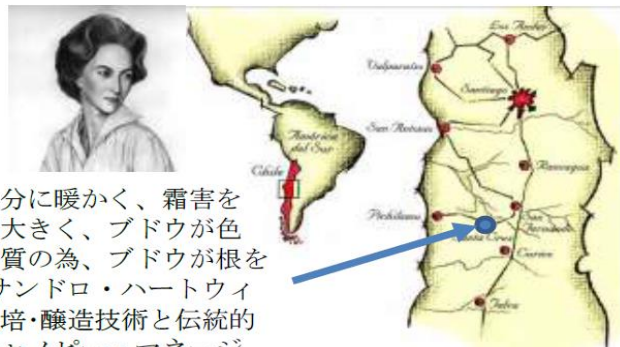 Los Andes
Valparaíso
Santiago
San Antonio
América
del Sur
Chile
Rancagua
Pichilemu
San
Fernando
Santa Cruz
Curicó
Talca
分に暖かく、霜害を
大きく、ブドウが色
質の為、ブドウが根を
サンドロ・ハートウィ
培・醸造技術と伝統的